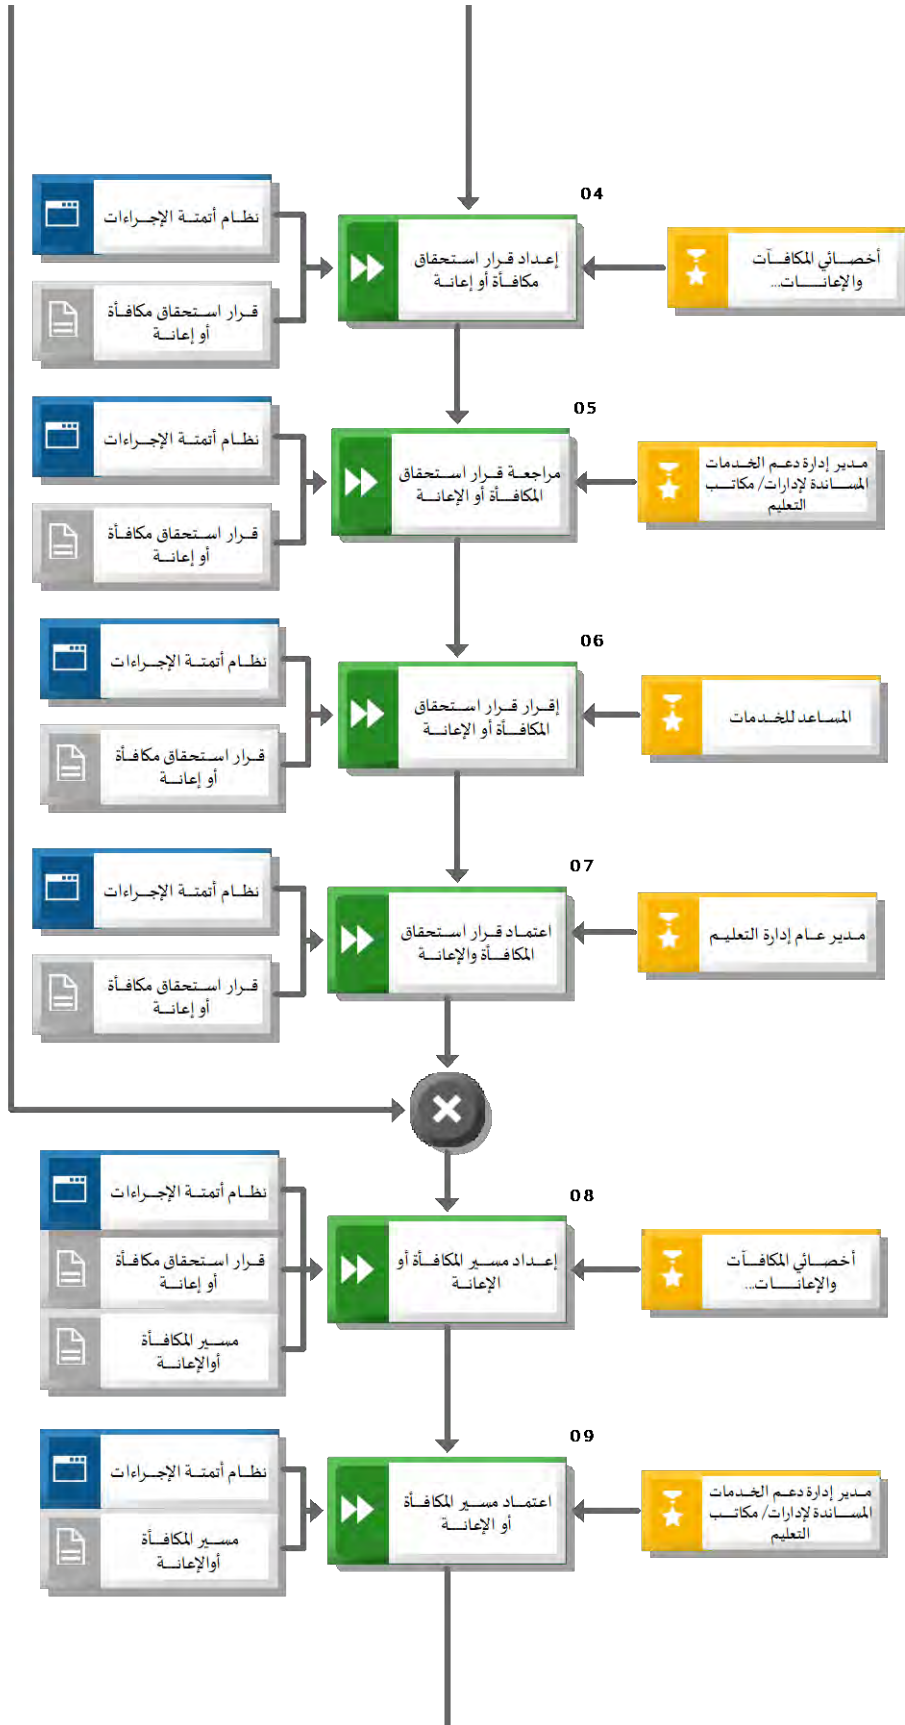 04
أخصائي المكافآت
والإعانات...
إعداد قرار استحقاق
مكافأة أو إعانة
نظام أتمتة الإجراءات
قرار استحقاق مكافأة
أو إعانة
05
مدير إدارة دعم الخدمات
المساندة لإدارات/ مكاتب
التعليم
مراجعة قرار استحقاق
المكافأة أو الإعانة
نظام أتمتة الإجراءات
قرار استحقاق مكافأة
أو إعانة
06
المساعد للخدمات
إقرار قرار استحقاق
المكافأة أو الإعانة
نظام أتمتة الإجراءات
قرار استحقاق مكافأة
أو إعانة
07
مدير عام إدارة التعليم
اعتماد قرار استحقاق
المكافأة والإعانة
نظام أتمتة الإجراءات
قرار استحقاق مكافأة
أو إعانة
08
أخصائي المكافآت
والإعانات...
إعداد مسير المكافأة أو
الإعانة
نظام أتمتة الإجراءات
قرار استحقاق مكافأة
أو إعانة
مسير المكافأة
أوالإعانة
09
مدير إدارة دعم الخدمات
المساندة لإدارات/ مكاتب
التعليم
اعتماد مسير المكافأة
أو الإعانة
نظام أتمتة الإجراءات
مسير المكافأة
أوالإعانة